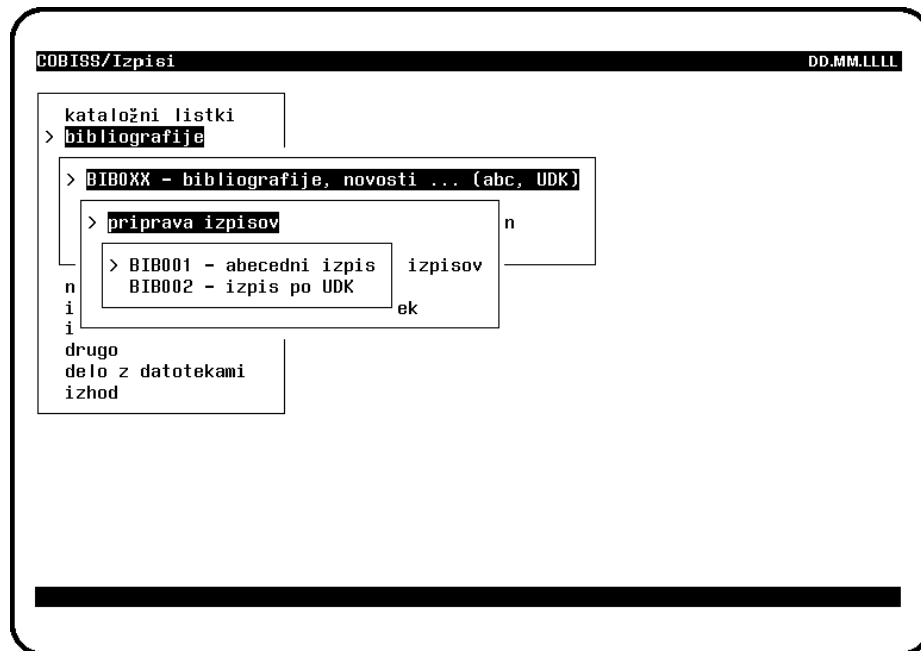 COBISS/Izpisi DD.MM.LLLL
kataložni listki
> bibliografije
> BIB0XX - bibliografije, novosti ... (abc, UDK)
> priprava izpisov n
> BIB001 - abecedni izpis izpisov
n BIB002 - izpis po UDK
i ek
i
drugo
delo z datotekami
izhod